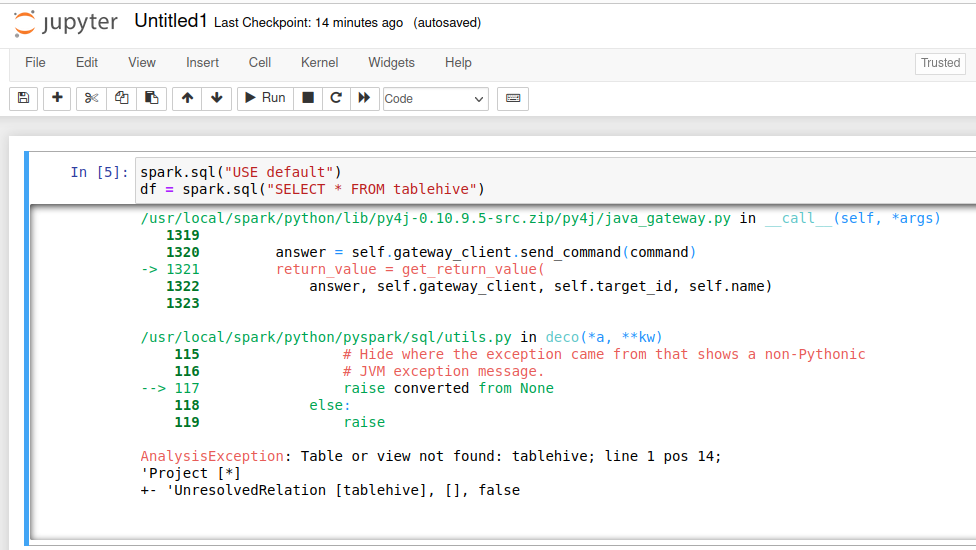 jupyter Untitled1 Last Checkpoint: 14 minutes ago (autosaved)
File Edit View Insert Cell Kernel Widgets Help Trusted
Run Code
In [5]: spark.sql("USE default")
df = spark.sql("SELECT * FROM tablehive")
/usr/local/spark/python/lib/py4j-0.10.9.5-src.zip/py4j/java_gateway.py in __call__(self, *args)
1319
1320         answer = self.gateway_client.send_command(command)
-> 1321         return_value = get_return_value(
1322             answer, self.gateway_client, self.target_id, self.name)
1323
/usr/local/spark/python/pyspark/sql/utils.py in deco(*a, **kw)
115                 # Hide where the exception came from that shows a non-Pythonic
116                 # JVM exception message.
--> 117                 raise converted from None
118             else:
119                 raise
AnalysisException: Table or view not found: tablehive; line 1 pos 14;
'Project [*]
+- 'UnresolvedRelation [tablehive], [], false